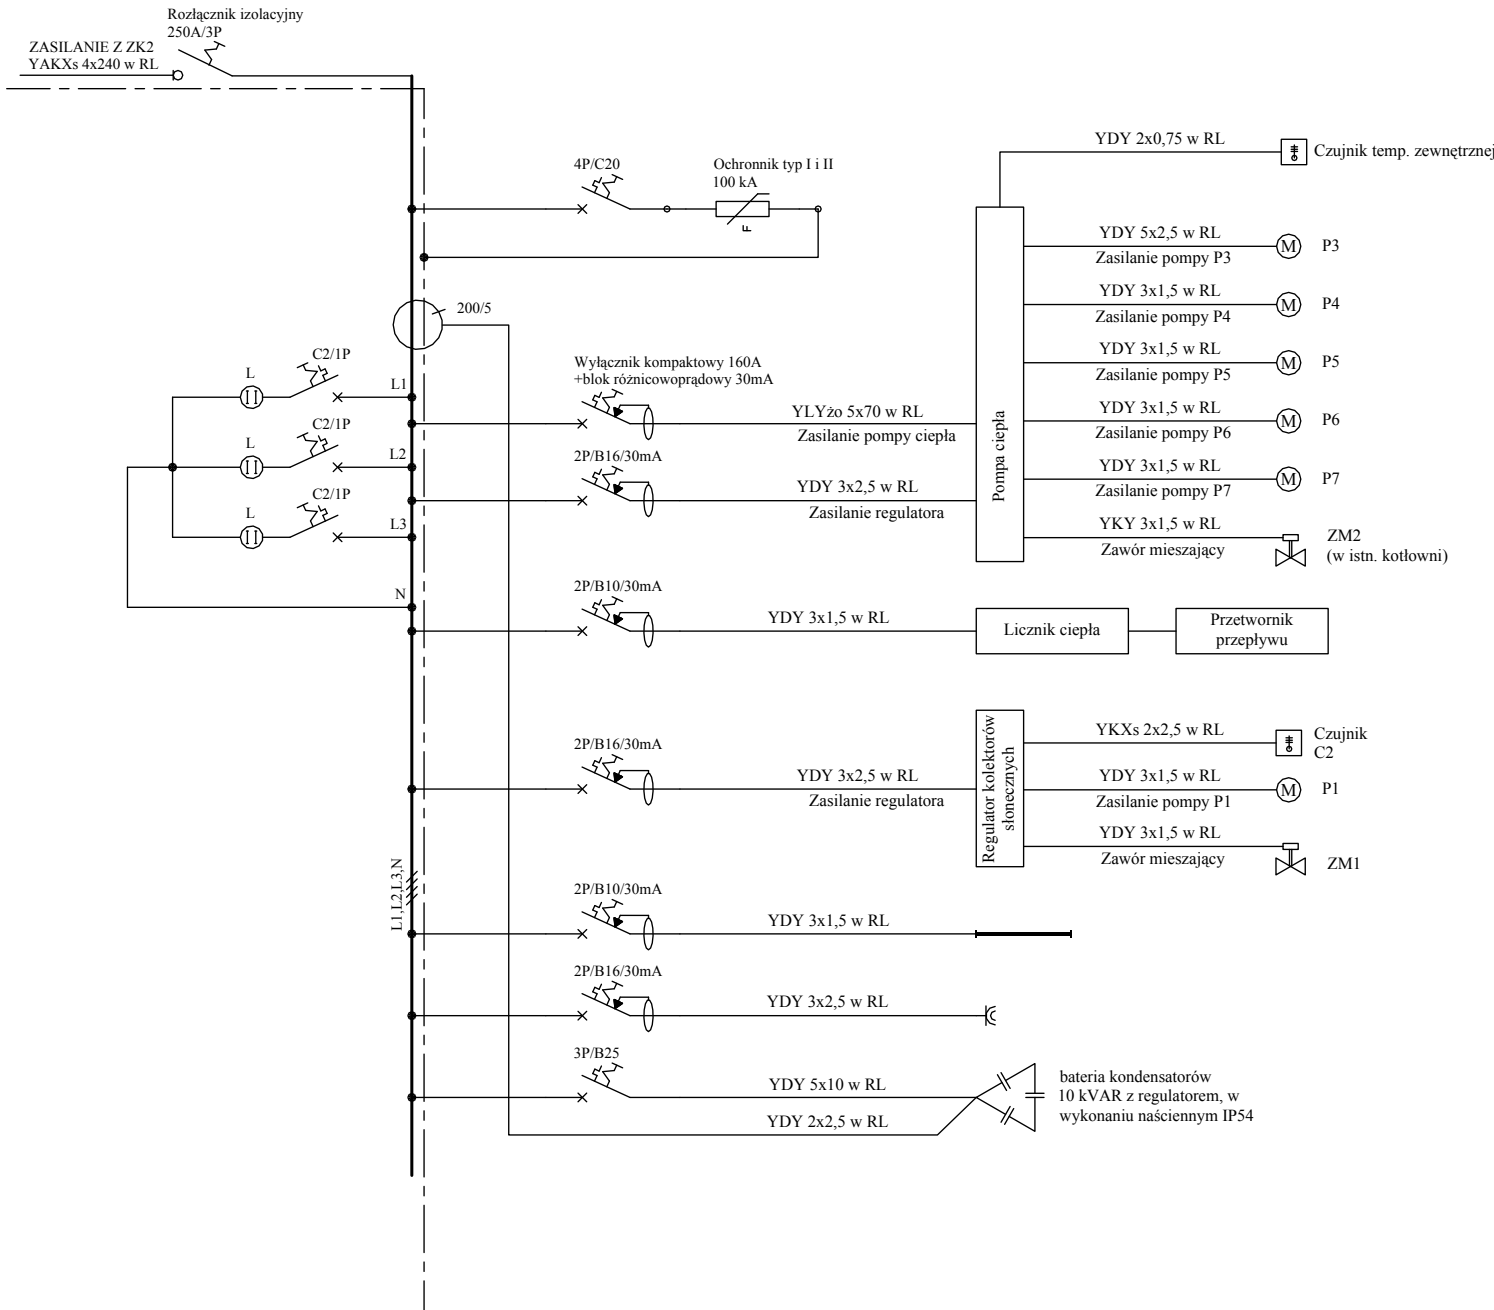 Rozłącznik izolacyjny
250A/3P
ZASILANIE Z ZK2
YAKXs 4x240 w RL
4P/C20
Ochronnik typ I i II
100 kA
YDY 2x0,75 w RL
Czujnik temp. zewnętrznej
YDY 5x2,5 w RL
Zasilanie pompy P3
M
P3
YDY 3x1,5 w RL
Zasilanie pompy P4
M
P4
YDY 3x1,5 w RL
Zasilanie pompy P5
M
P5
YDY 3x1,5 w RL
Zasilanie pompy P6
M
P6
YDY 3x1,5 w RL
Zasilanie pompy P7
M
P7
YKY 3x1,5 w RL
Zawór mieszający
ZM2
(w istn. kotłowni)
Pompa ciepła
200/5
L
C2/1P
L1
L
C2/1P
L2
L
C2/1P
L3
N
Wyłącznik kompaktowy 160A
+blok różnicowoprądowy 30mA
YLYżo 5x70 w RL
Zasilanie pompy ciepła
2P/B16/30mA
YDY 3x2,5 w RL
Zasilanie regulatora
2P/B10/30mA
YDY 3x1,5 w RL
Licznik ciepła
Przetwornik
przepływu
2P/B16/30mA
YDY 3x2,5 w RL
Zasilanie regulatora
Regulator kolektorów
słonecznych
YKXs 2x2,5 w RL
Czujnik
C2
YDY 3x1,5 w RL
Zasilanie pompy P1
M
P1
YDY 3x1,5 w RL
Zawór mieszający
ZM1
L1,L2,L3,N
2P/B10/30mA
YDY 3x1,5 w RL
2P/B16/30mA
YDY 3x2,5 w RL
3P/B25
YDY 5x10 w RL
YDY 2x2,5 w RL
bateria kondensatorów
10 kVAR z regulatorem, w
wykonaniu naściennym IP54